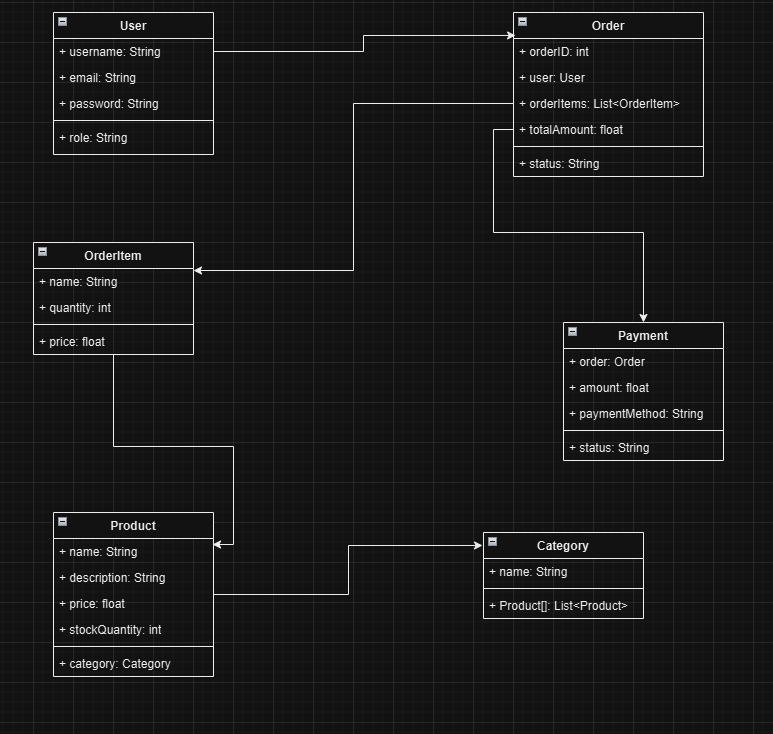 User
+ username: String
+ email: String
+ password: String
+ role: String
Order
+ orderID: int
+ user: User
+ orderItems: List<OrderItem>
+ totalAmount: float
+ status: String
OrderItem
+ name: String
+ quantity: int
+ price: float
Payment
+ order: Order
+ amount: float
+ paymentMethod: String
+ status: String
Product
+ name: String
+ description: String
+ price: float
+ stockQuantity: int
+ category: Category
Category
+ name: String
+ Product[]: List<Product>